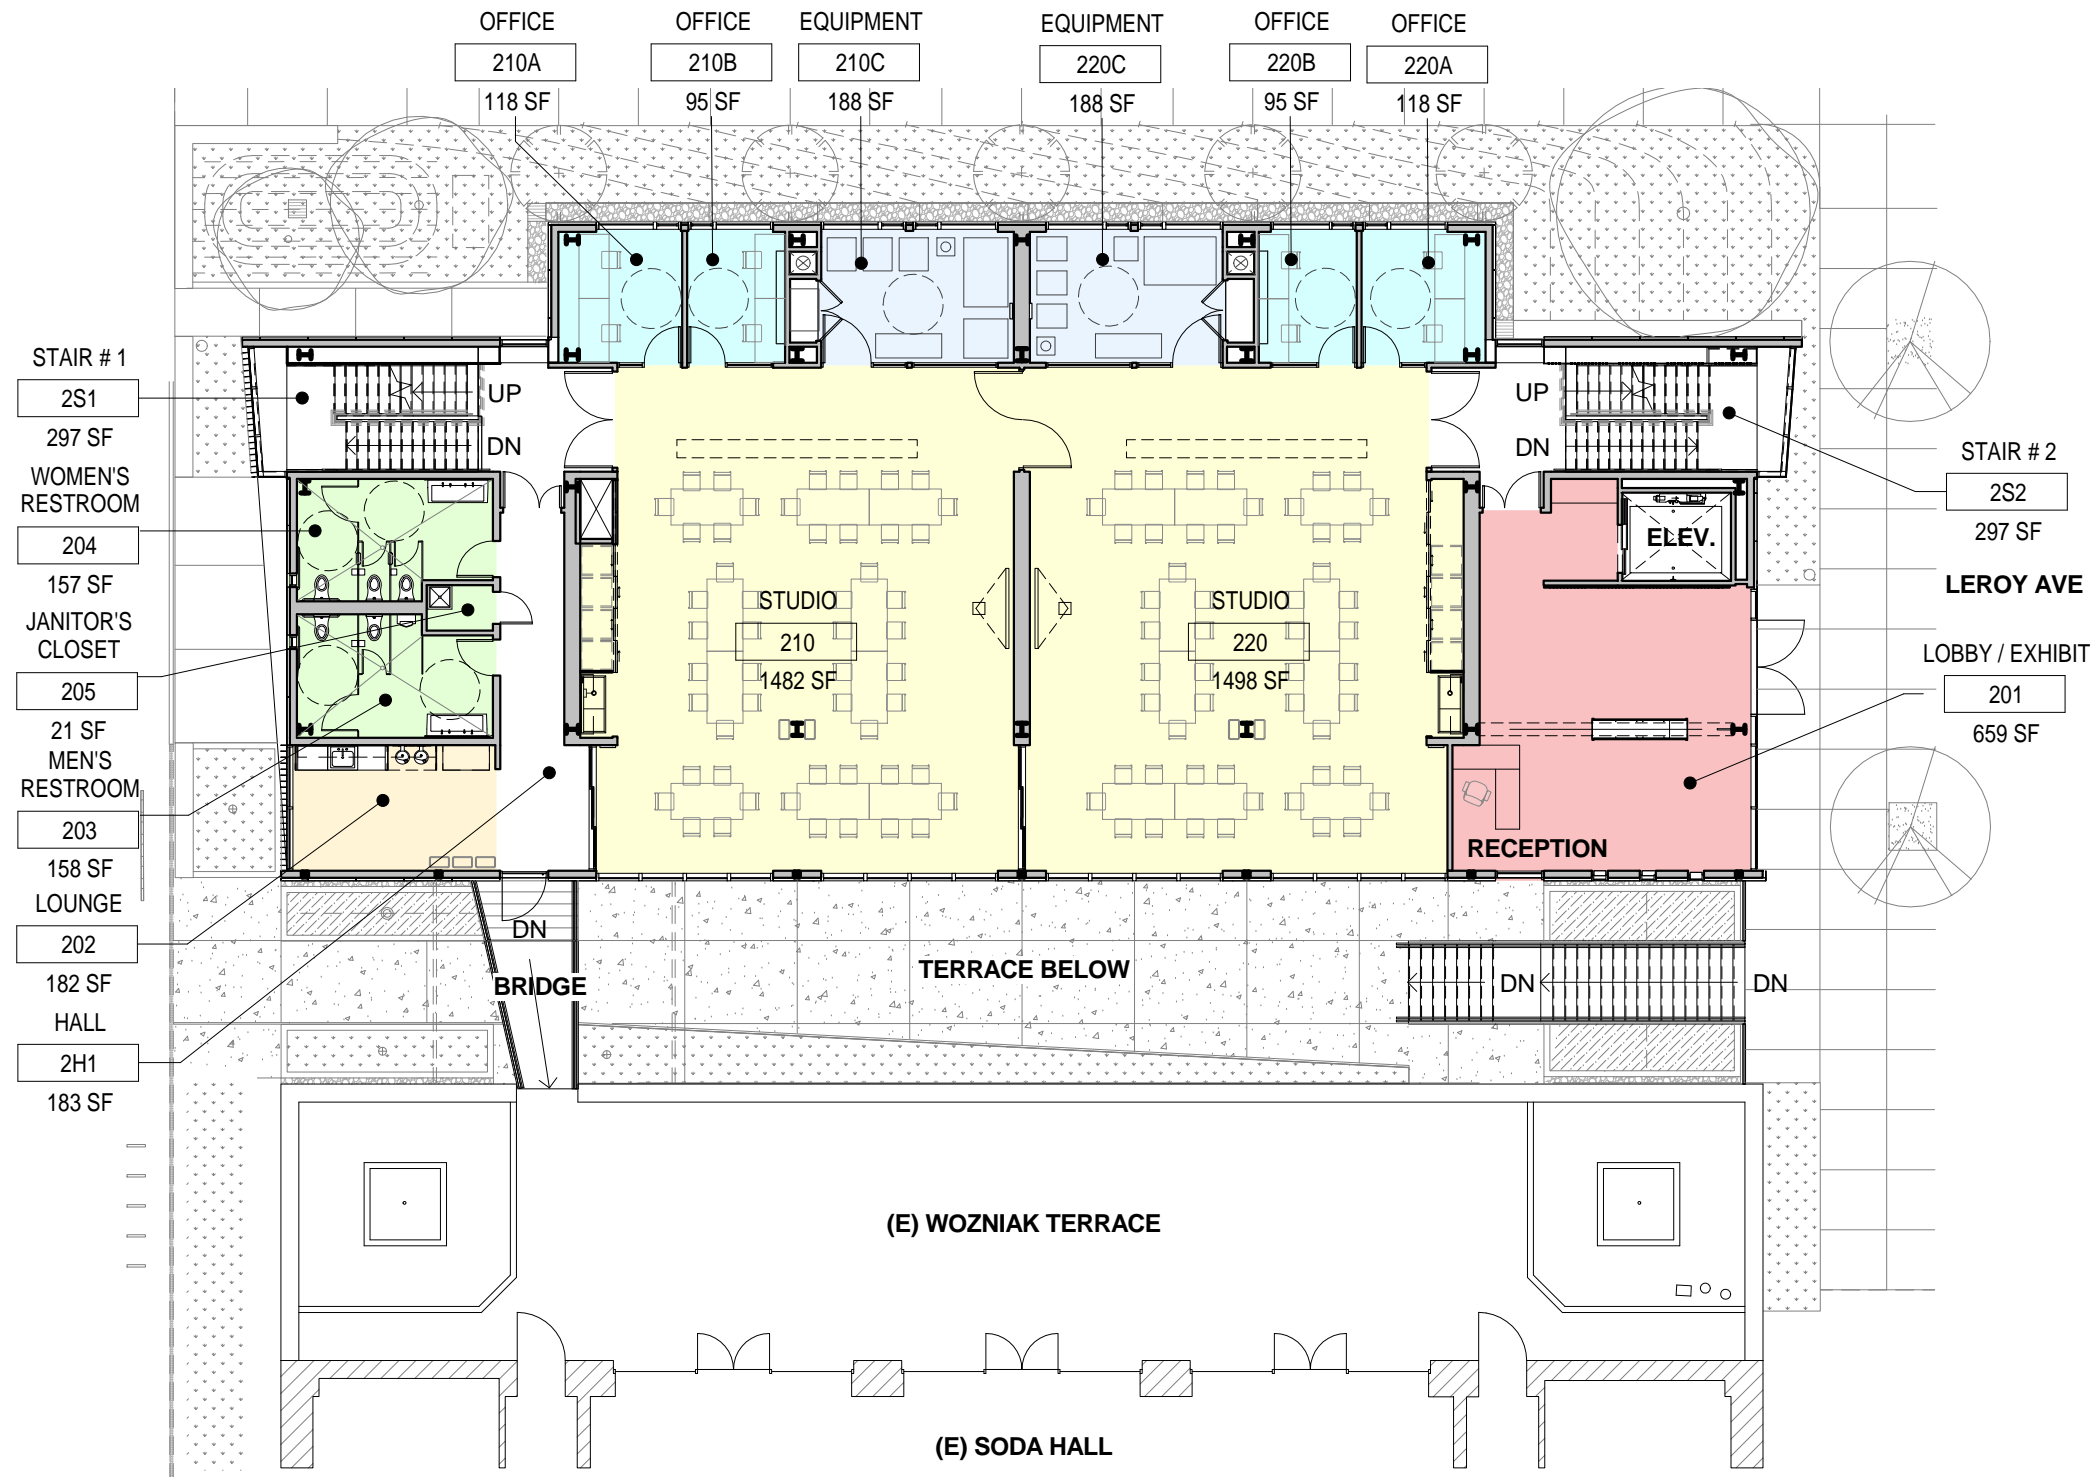 OFFICE
210A
118 SF
OFFICE
210B
95 SF
EQUIPMENT
210C
188 SF
EQUIPMENT
220C
188 SF
OFFICE
220B
95 SF
OFFICE
220A
118 SF
STAIR # 1
2S1
297 SF
WOMEN'S
RESTROOM
204
157 SF
JANITOR'S
CLOSET
205
21 SF
MEN'S
RESTROOM
203
158 SF
LOUNGE
202
182 SF
HALL
2H1
183 SF
UP
DN
STUDIO
210
1482 SF
STUDIO
220
1498 SF
UP
DN
ELEV.
RECEPTION
STAIR # 2
2S2
297 SF
LEROY AVE
LOBBY / EXHIBIT
201
659 SF
DN
BRIDGE
TERRACE BELOW
DN
DN
(E) WOZNIAK TERRACE
(E) SODA HALL